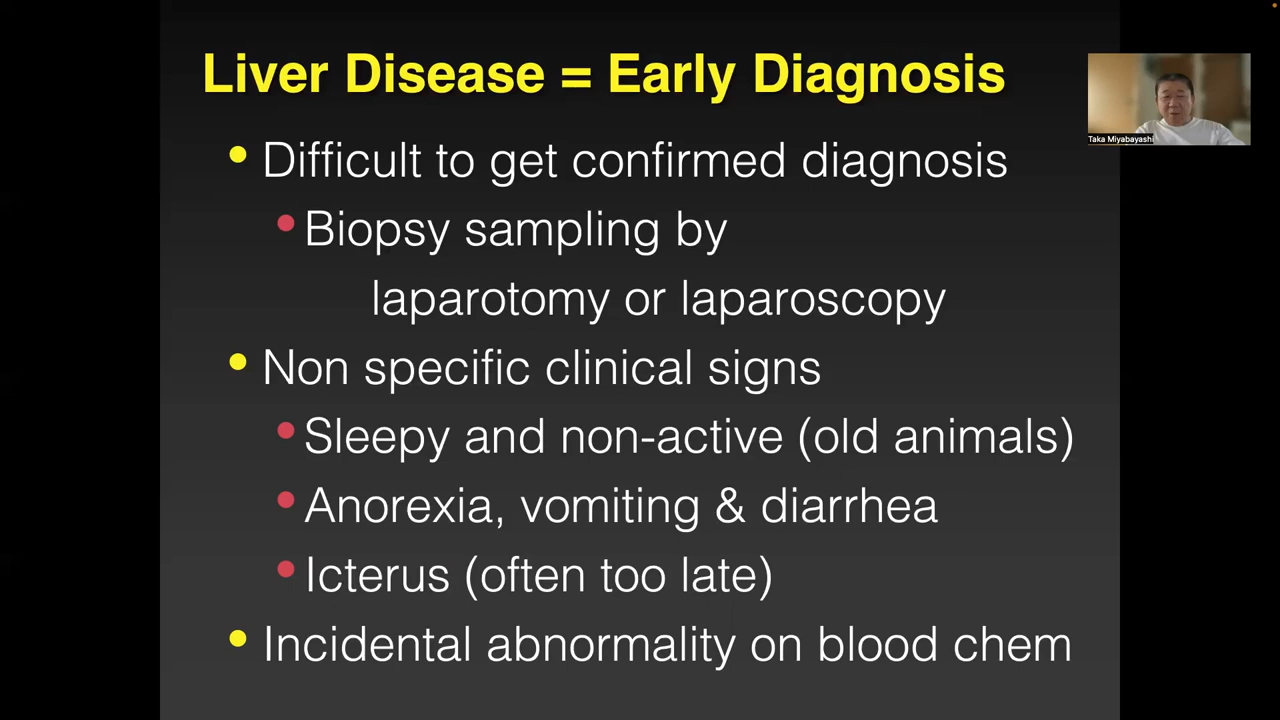 Liver Disease = Early Diagnosis
Taka Miyabayashi
• Difficult to get confirmed diagnosis
• Biopsy sampling by
laparotomy or laparoscopy
• Non specific clinical signs
• Sleepy and non-active (old animals)
• Anorexia, vomiting & diarrhea
• Icterus (often too late)
• Incidental abnormality on blood chem